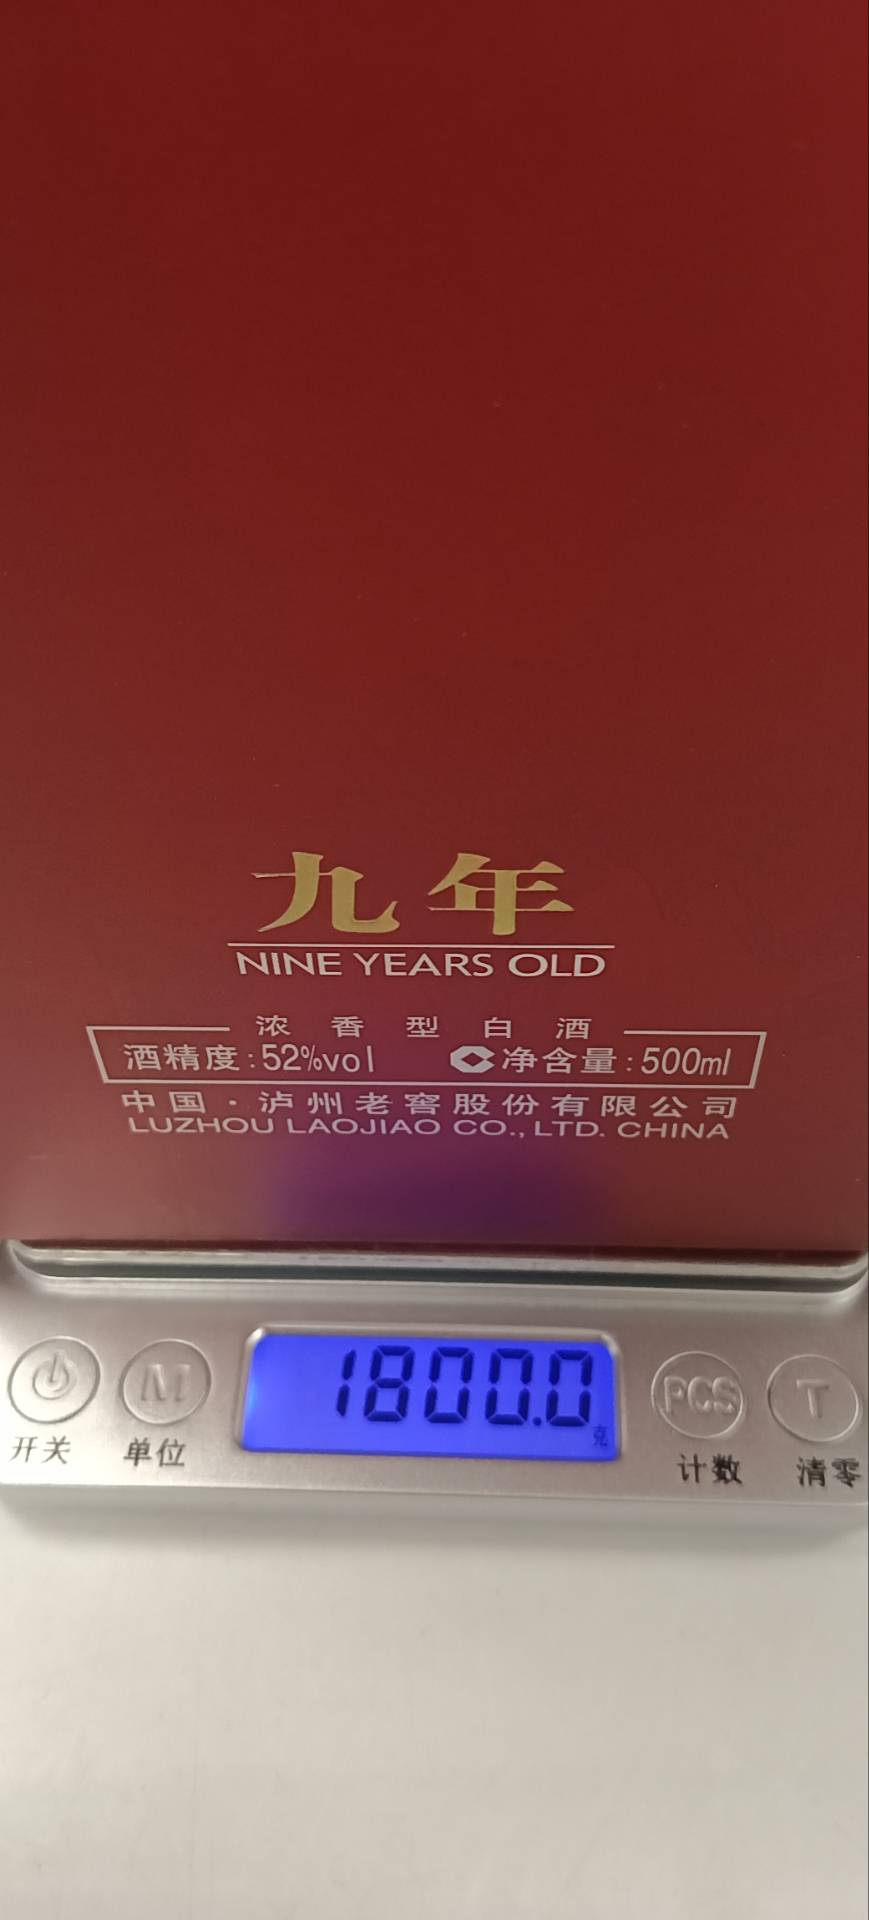 九年
NINE YEARS OLD
浓香型白酒
酒精度:52%vol 净含量:500ml
中国·泸州老窖股份有限公司
LUZHOU LAOJIAO CO.,LTD. CHINA
1800.0
克
M PCS T
开关 单位 计数 清零